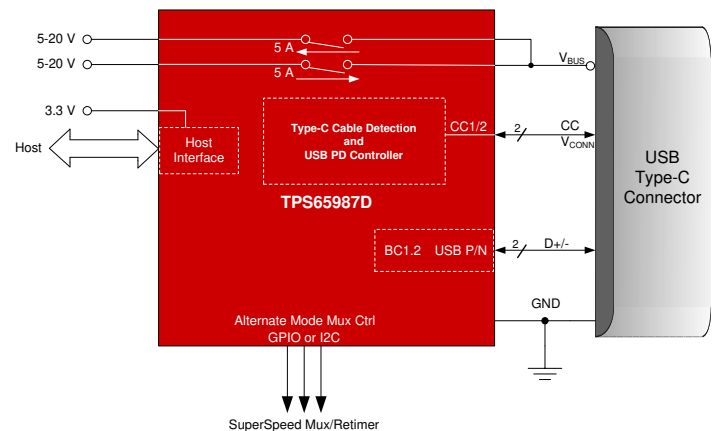 5-20 V
5 A
5-20 V
5 A
VBUS
3.3 V
Host
Host
Interface
Type-C Cable Detection
and
USB PD Controller
CC1/2
2
CC
VCONN
USB
Type-C
Connector
TPS65987D
BC1.2 USB P/N
2
D+/-
GND
Alternate Mode Mux Ctrl
GPIO or I2C
SuperSpeed Mux/Retimer